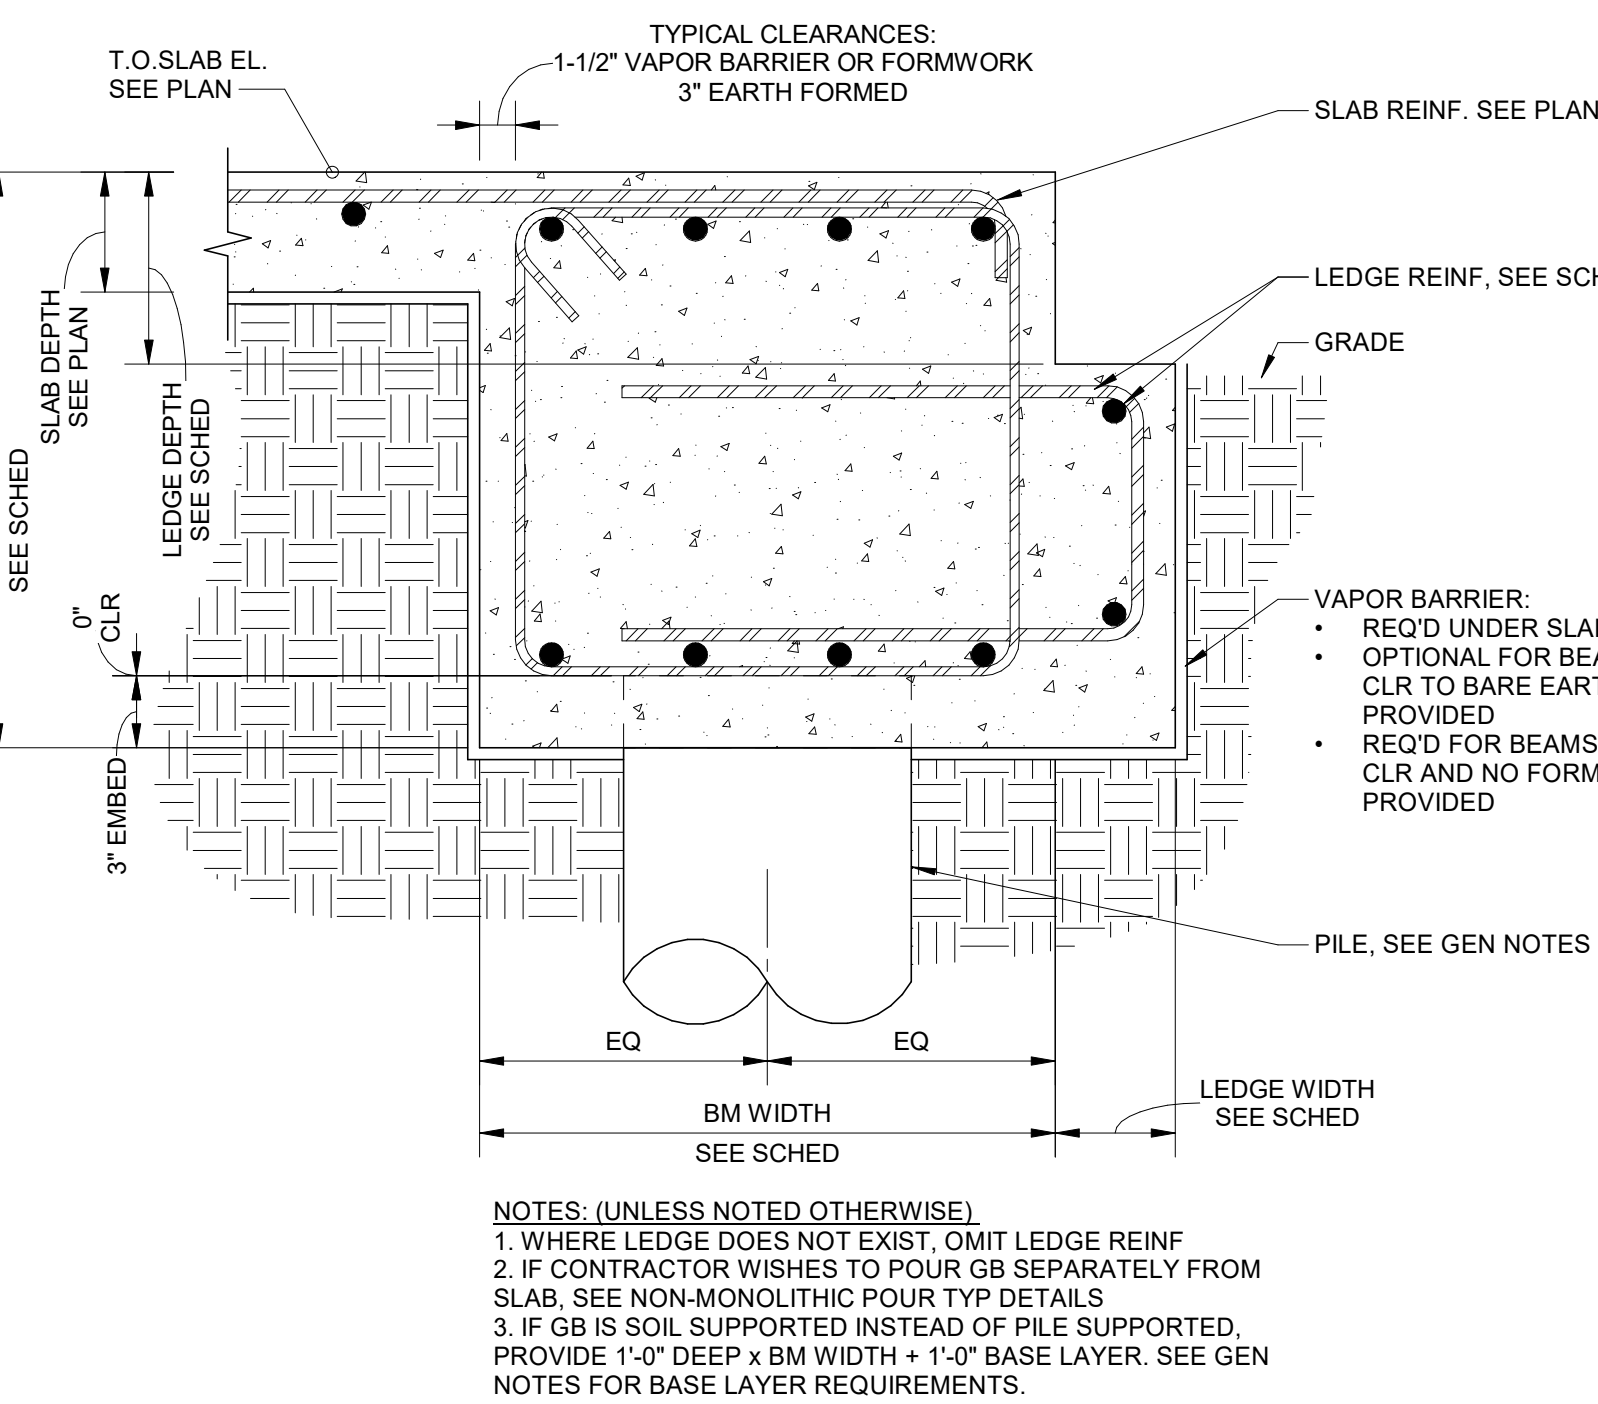 TYPICAL CLEARANCES:
1-1/2" VAPOR BARRIER OR FORMWORK
3" EARTH FORMED
T.O.SLAB EL.
SEE PLAN
SLAB REINF. SEE PLAN
LEDGE REINF, SEE SCH
GRADE
SLAB DEPTH
SEE PLAN
LEDGE DEPTH
SEE SCHED
SEE SCHED
0"
CLR
3" EMBED
VAPOR BARRIER:
• REQ'D UNDER SLA
• OPTIONAL FOR BEA
CLR TO BARE EART
PROVIDED
• REQ'D FOR BEAMS
CLR AND NO FORM
PROVIDED
PILE, SEE GEN NOTES
EQ
EQ
BM WIDTH
SEE SCHED
LEDGE WIDTH
SEE SCHED
NOTES: (UNLESS NOTED OTHERWISE)
1. WHERE LEDGE DOES NOT EXIST, OMIT LEDGE REINF
2. IF CONTRACTOR WISHES TO POUR GB SEPARATELY FROM
SLAB, SEE NON-MONOLITHIC POUR TYP DETAILS
3. IF GB IS SOIL SUPPORTED INSTEAD OF PILE SUPPORTED,
PROVIDE 1'-0" DEEP x BM WIDTH + 1'-0" BASE LAYER. SEE GEN
NOTES FOR BASE LAYER REQUIREMENTS.